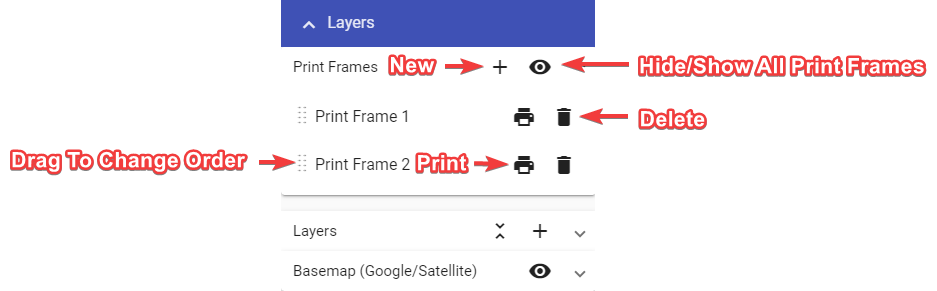 Layers
Print Frames New Hide/Show All Print Frames
Print Frame 1 Delete
Drag To Change Order Print Frame 2 Print
Layers
Basemap (Google/Satellite)